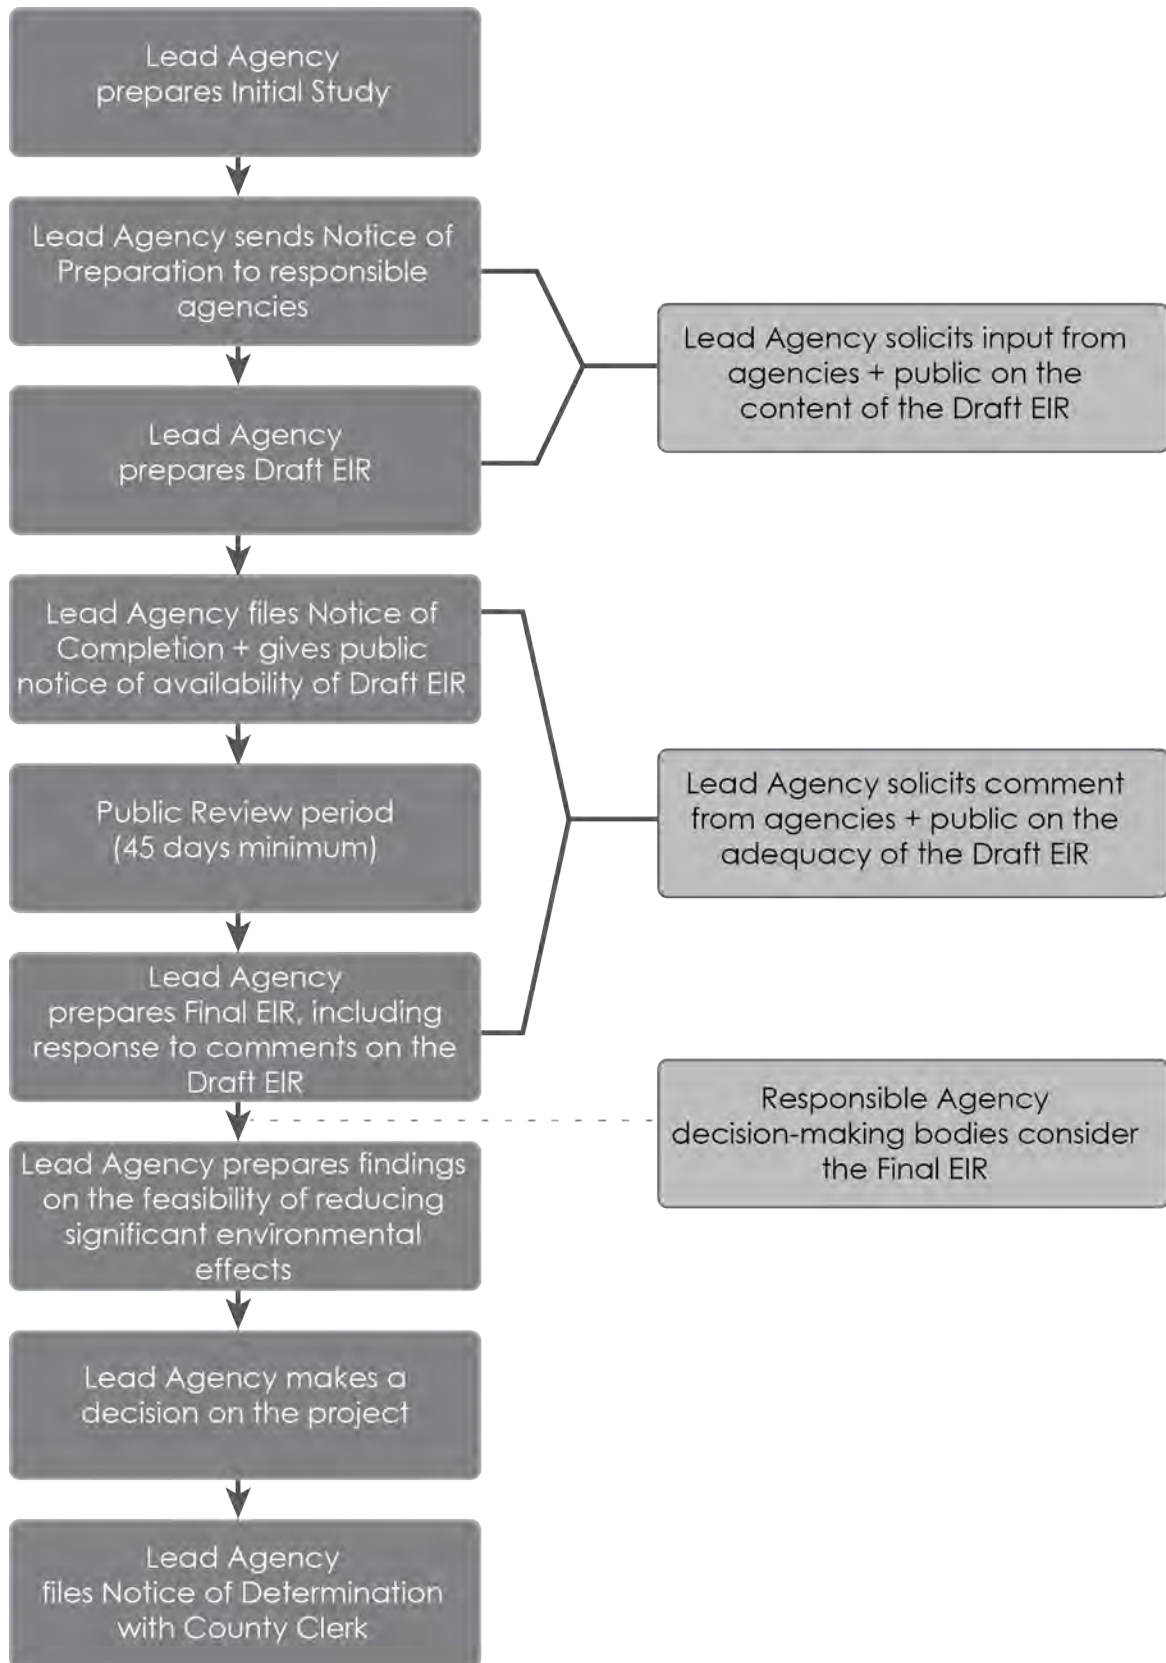 Lead Agency
prepares Initial Study
Lead Agency sends Notice of
Preparation to responsible
agencies
Lead Agency solicits input from
agencies + public on the
content of the Draft EIR
Lead Agency
prepares Draft EIR
Lead Agency files Notice of
Completion + gives public
notice of availability of Draft EIR
Public Review period
(45 days minimum)
Lead Agency solicits comment
from agencies + public on the
adequacy of the Draft EIR
Lead Agency
prepares Final EIR, including
response to comments on the
Draft EIR
Responsible Agency
decision-making bodies consider
the Final EIR
Lead Agency prepares findings
on the feasibility of reducing
significant environmental
effects
Lead Agency makes a
decision on the project
Lead Agency
files Notice of Determination
with County Clerk